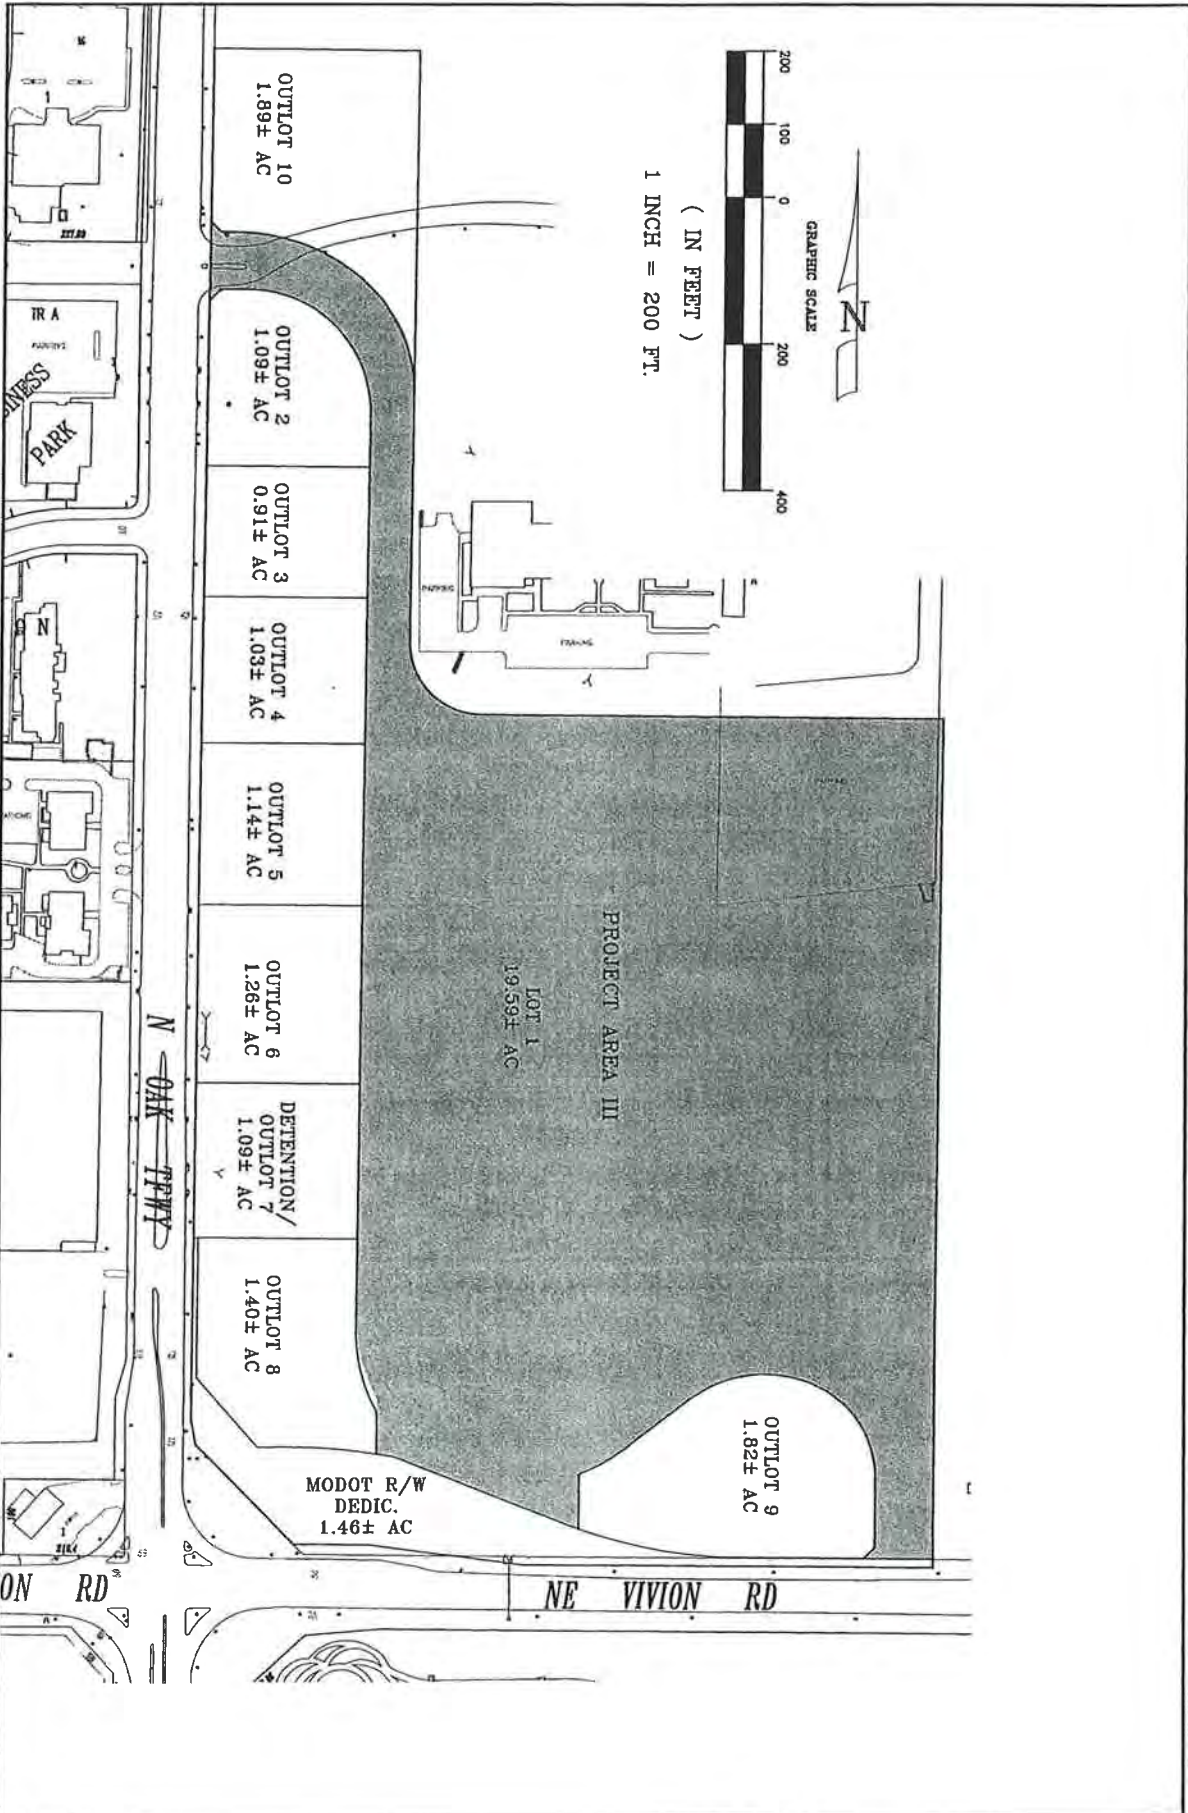 200
100
0
200
400
GRAPHIC SCALE
N
( IN FEET )
1 INCH = 200 FT.
OUTLOT 10
1.89± AC
OUTLOT 2
1.09± AC
OUTLOT 3
0.91± AC
OUTLOT 4
1.03± AC
OUTLOT 5
1.14± AC
OUTLOT 6
1.26± AC
DETENTION/
OUTLOT 7
1.09± AC
OUTLOT 8
1.40± AC
OUTLOT 9
1.82± AC
PROJECT AREA III
LOT 1
19.59± AC
MODOT R/W
DEDIC.
1.46± AC
NE VIVION RD
ON RD
N OAK TFWY
TR A
SINESS
PARK
PARKING
PARKING
1
N
1